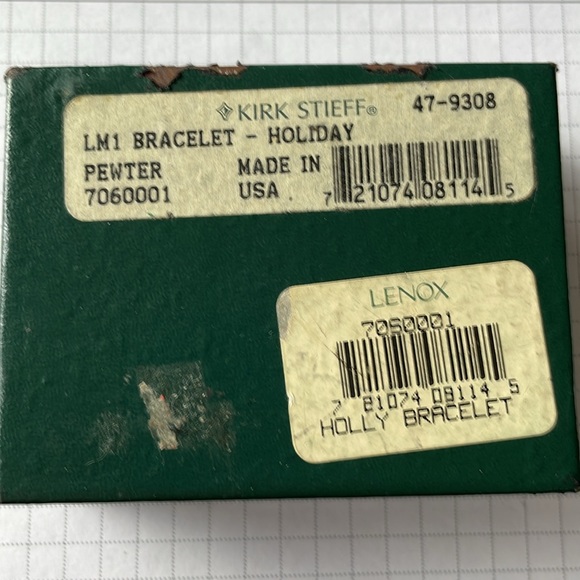 KIRK STIEFF® 47-9308
LM1 BRACELET - HOLIDAY
PEWTER MADE IN
7060001 USA
7 21074 08114 5
LENOX
7060001
7 21074 08114 5
HOLLY BRACELET